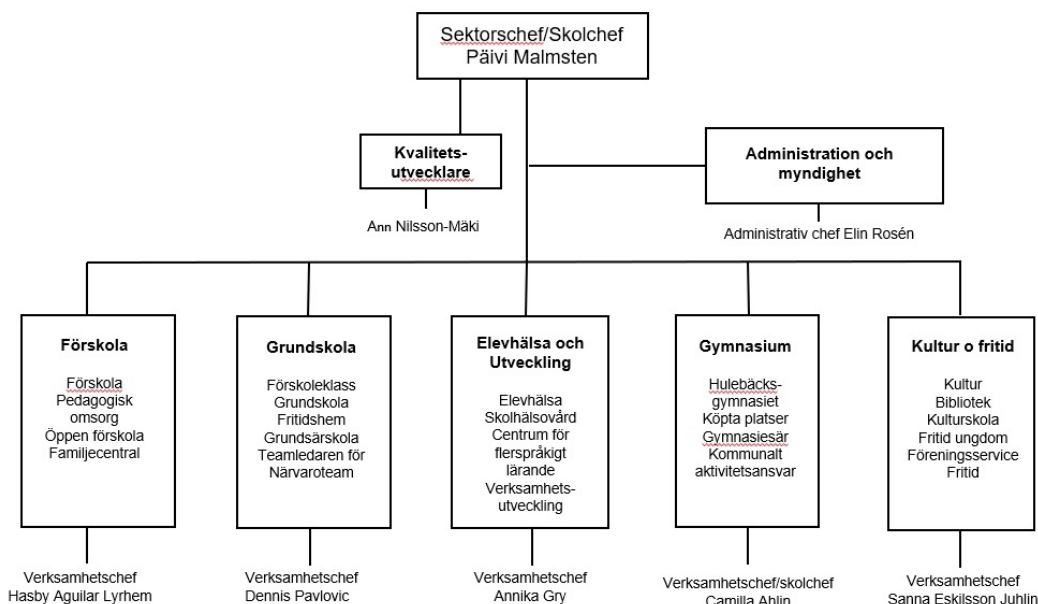 Sektorschef/Skolchef
Päivi Malmsten
Kvalitets-
utvecklare
Ann Nilsson-Mäki
Administration och
myndighet
Administrativ chef Elin Rosén
Förskola
Förskola
Pedagogisk
omsorg
Öppen förskola
Familjecentral
Verksamhetschef
Hasby Aguilar Lyrhem
Grundskola
Förskoleklass
Grundskola
Fritidshem
Grundsärskola
Teamledaren för
Närvaroteam
Verksamhetschef
Dennis Pavlovic
Elevhälsa och
Utveckling
Elevhälsa
Skolhälsovård
Centrum för
flerspråkigt
lärande
Verksamhets-
utveckling
Verksamhetschef
Annika Gry
Gymnasium
Hulebäcks-
gymnasiet
Köpta platser
Gymnasiesär
Kommunalt
aktivitetsansvar
Verksamhetschef/skolchef
Camilla Ahlin
Kultur o fritid
Kultur
Bibliotek
Kulturskola
Fritid ungdom
Föreningsservice
Fritid
Verksamhetschef
Sanna Eskilsson Juhlin